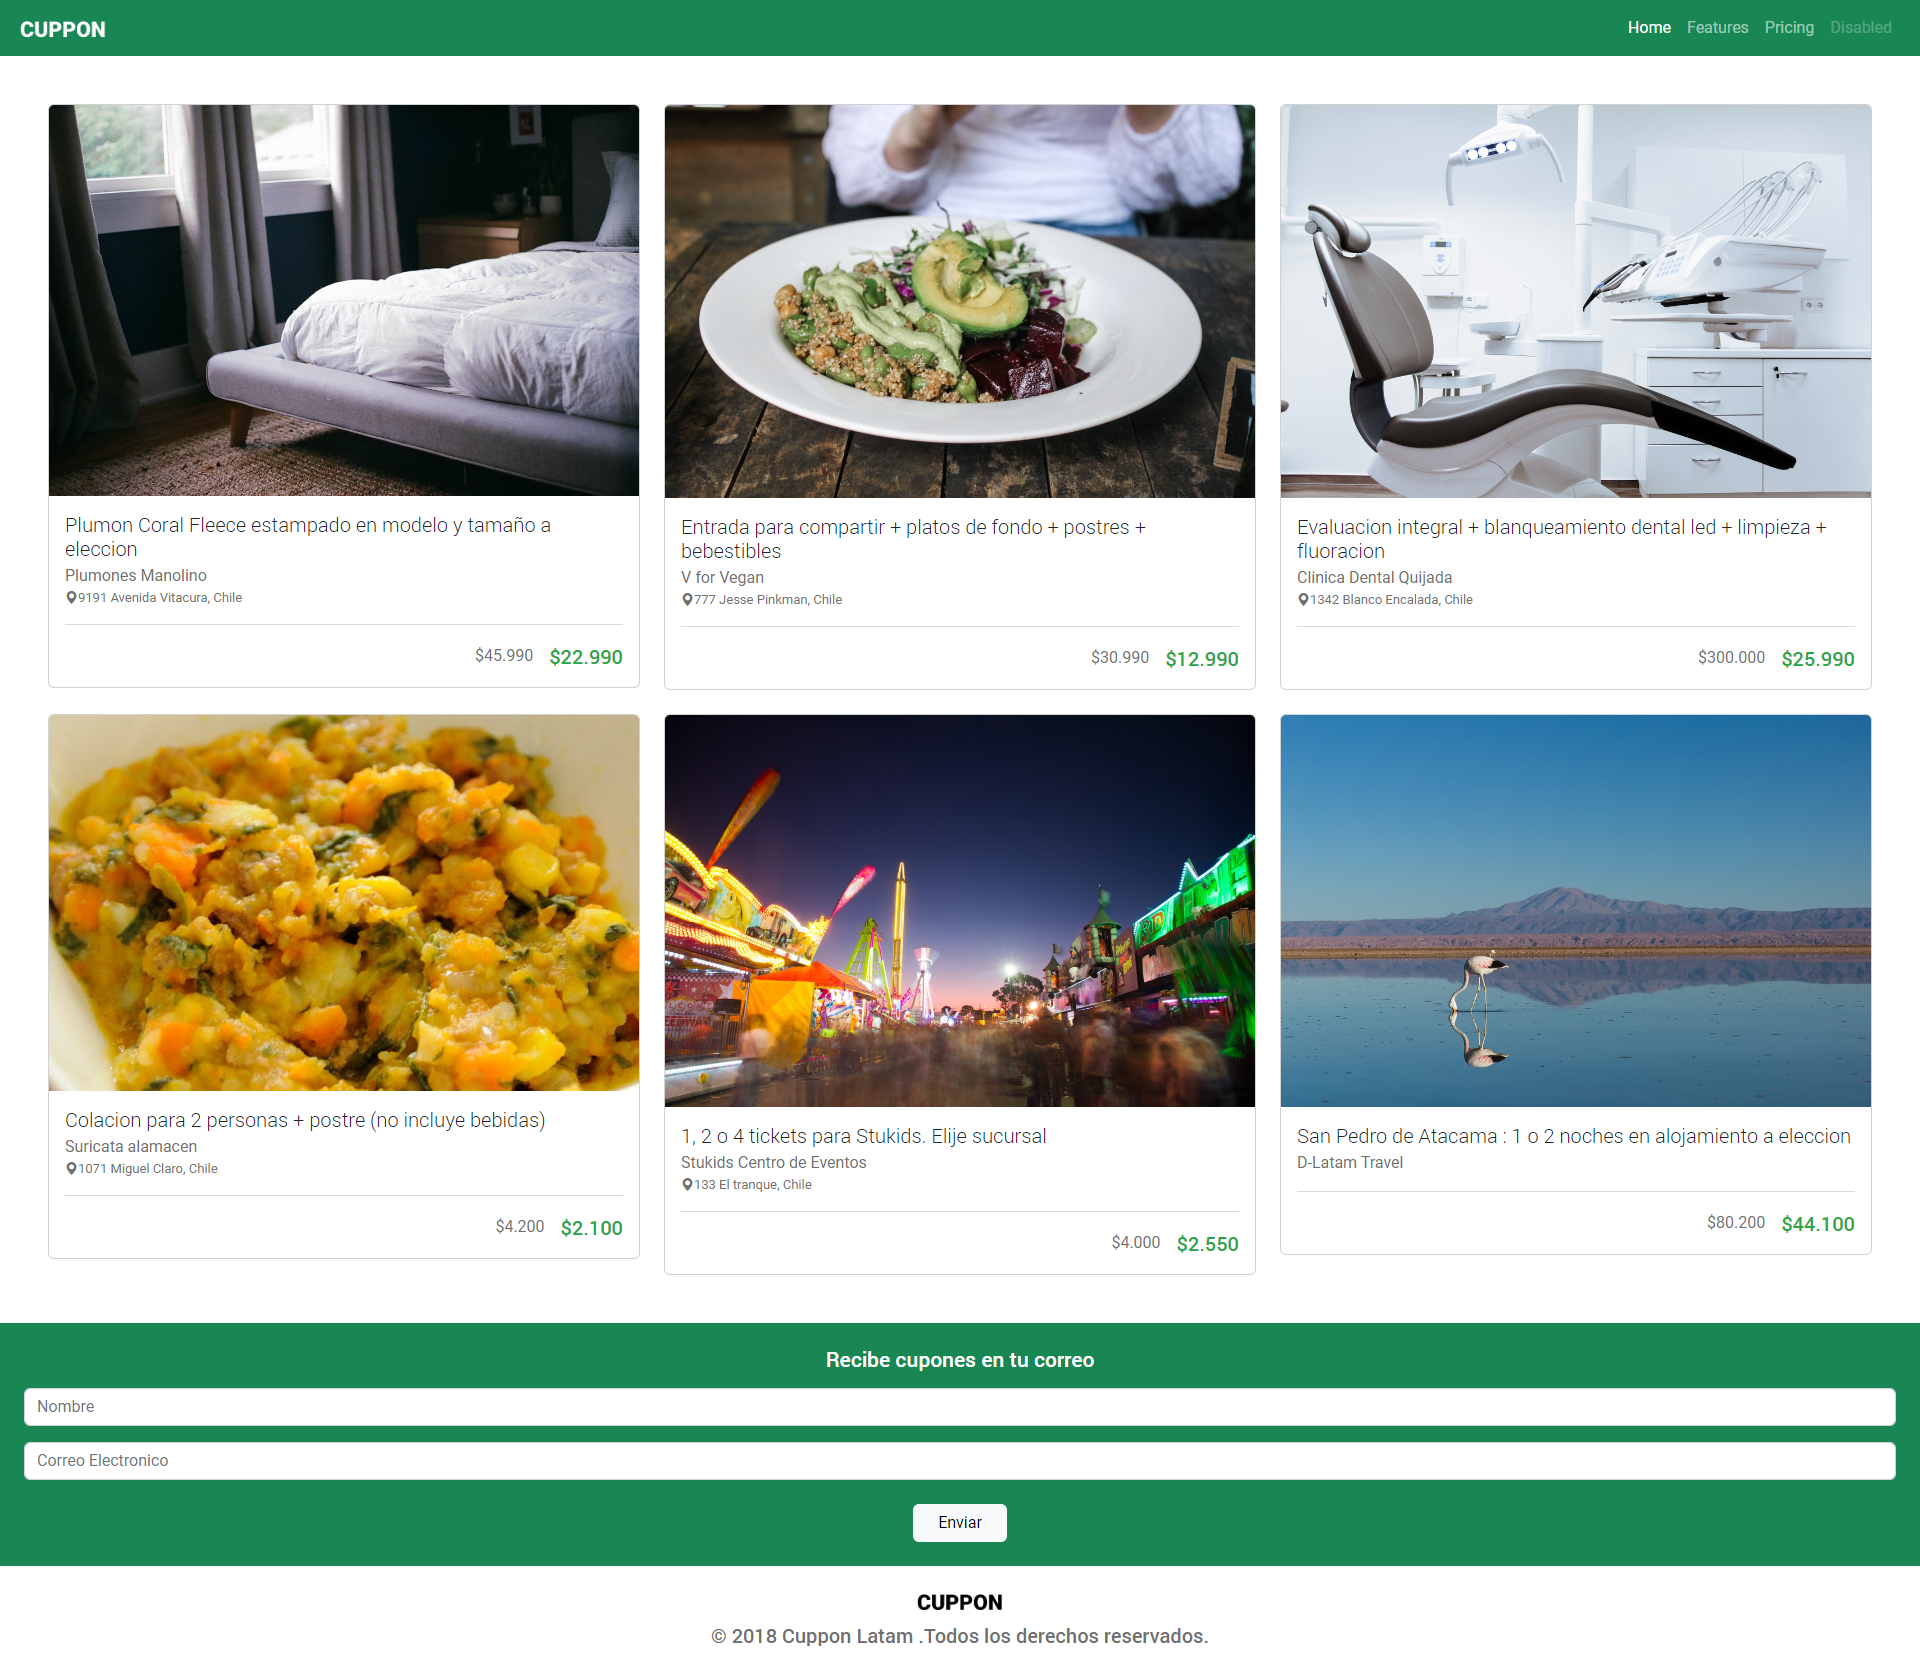 CUPPON
Home Features Pricing Disabled
Plumon Coral Fleece estampado en modelo y tamaño a
eleccion
Plumones Manolino
9191 Avenida Vitacura, Chile
$45.990 $22.990
Entrada para compartir + platos de fondo + postres +
bebestibles
V for Vegan
777 Jesse Pinkman, Chile
$30.990 $12.990
Evaluacion integral + blanqueamiento dental led + limpieza +
fluoracion
Clinica Dental Quijada
1342 Blanco Encalada, Chile
$300.000 $25.990
Colacion para 2 personas + postre (no incluye bebidas)
Suricata alamacen
1071 Miguel Claro, Chile
$4.200 $2.100
1, 2 o 4 tickets para Stukids. Elije sucursal
Stukids Centro de Eventos
133 El tranque, Chile
$4.000 $2.550
San Pedro de Atacama : 1 o 2 noches en alojamiento a eleccion
D-Latam Travel
$80.200 $44.100
Recibe cupones en tu correo
Nombre
Correo Electronico
Enviar
CUPPON
© 2018 Cuppon Latam .Todos los derechos reservados.